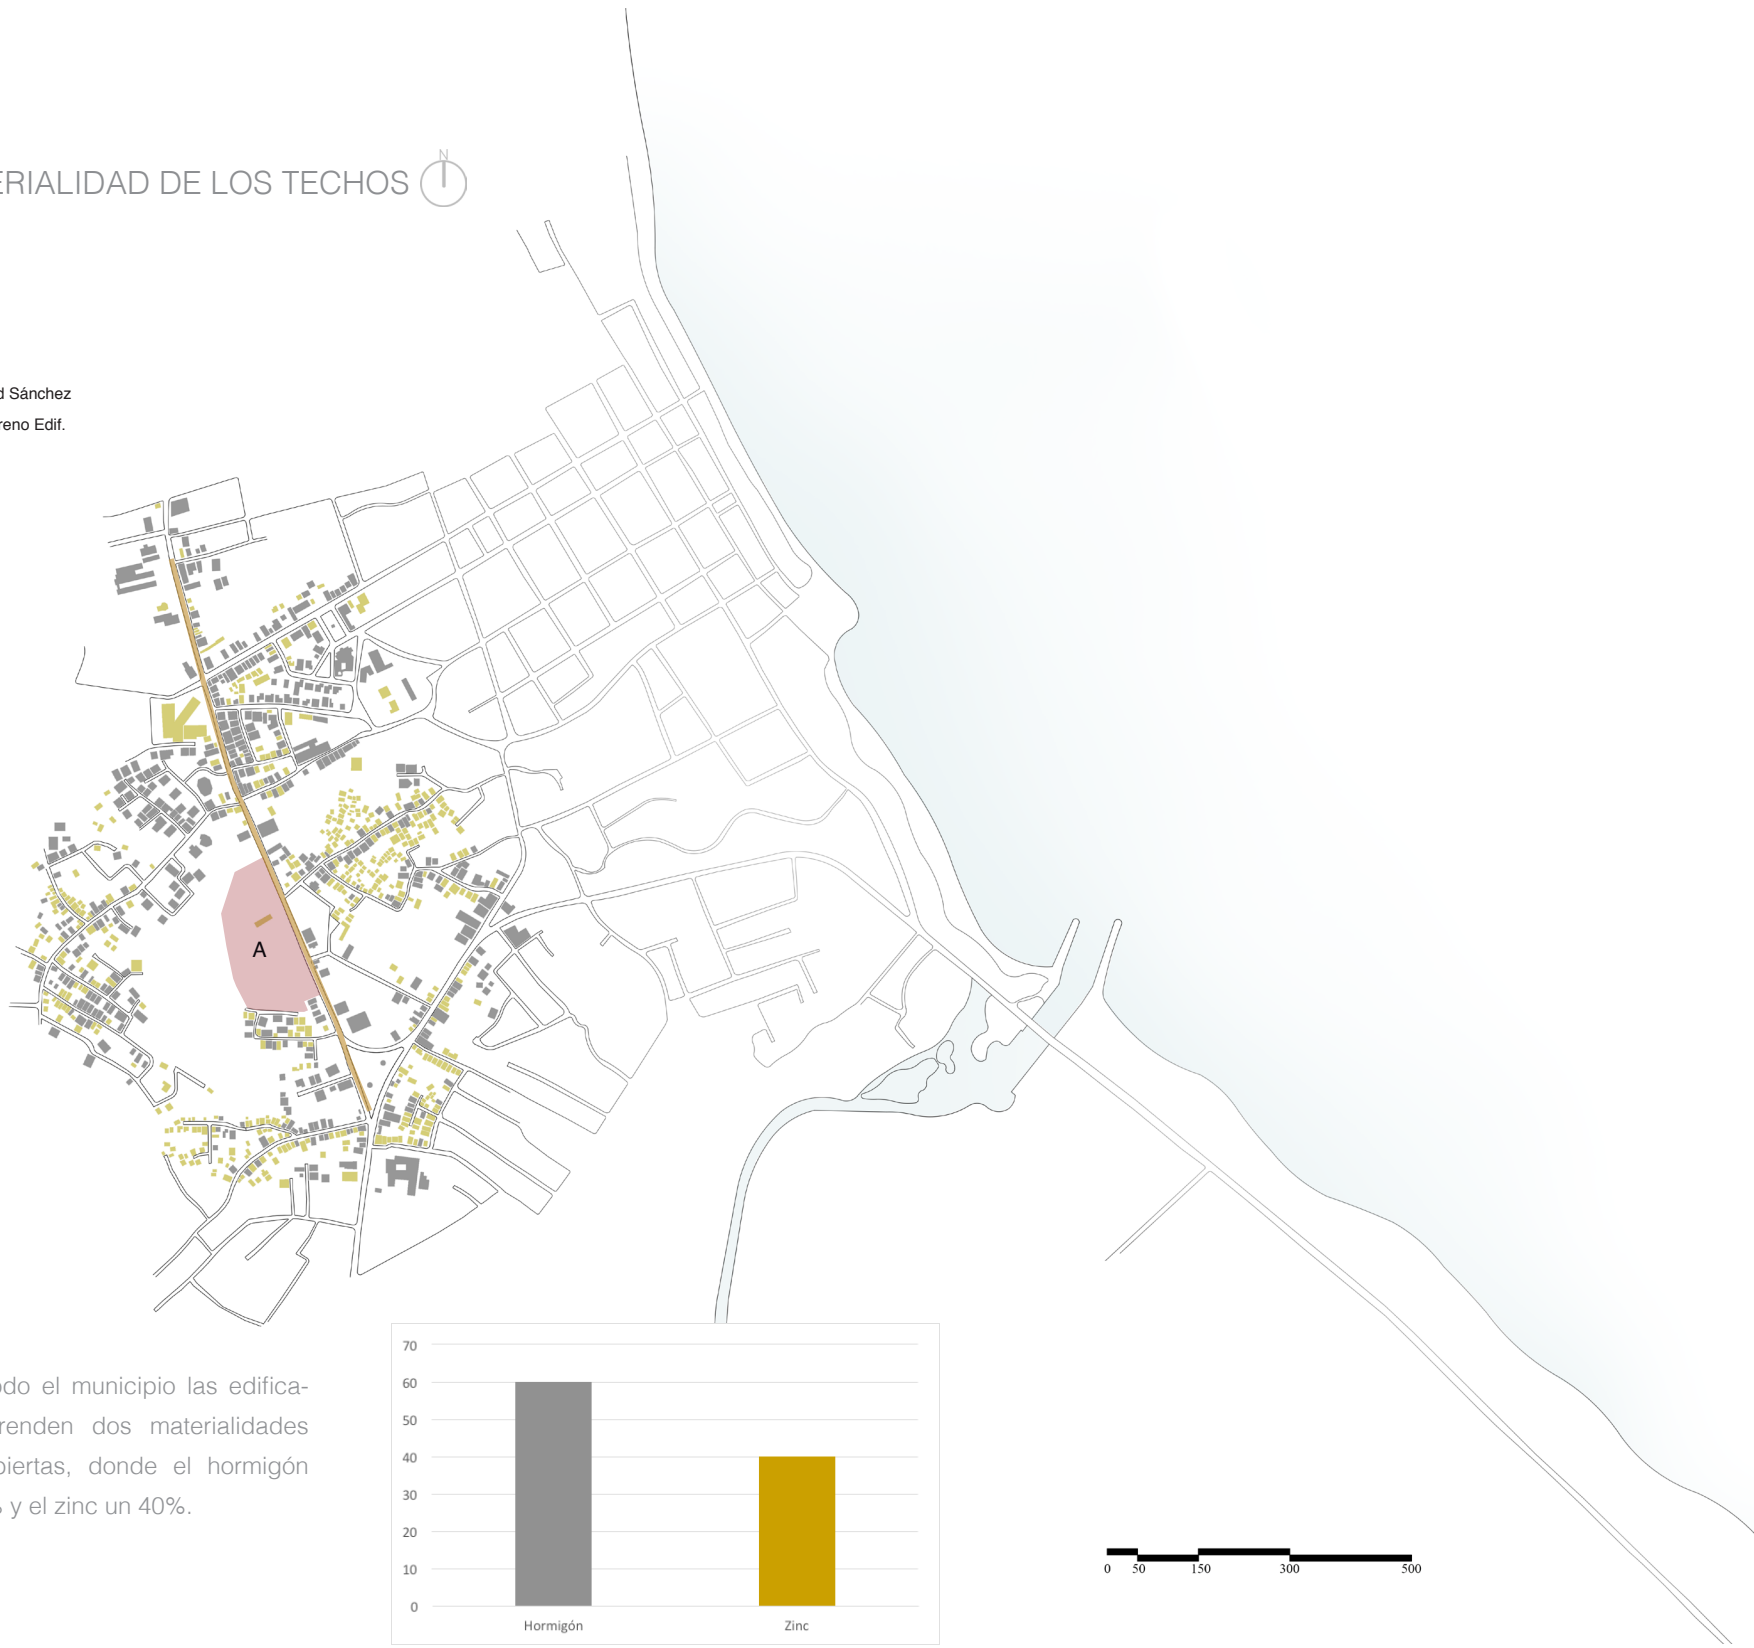 N
ERIALIDAD DE LOS TECHOS
d Sánchez
reno Edif.
A
odo el municipio las edifica-
renden dos materialidades
biertas, donde el hormigón
% y el zinc un 40%.
70
60
50
40
30
20
10
0
Hormigón
Zinc
0 50 150 300 500